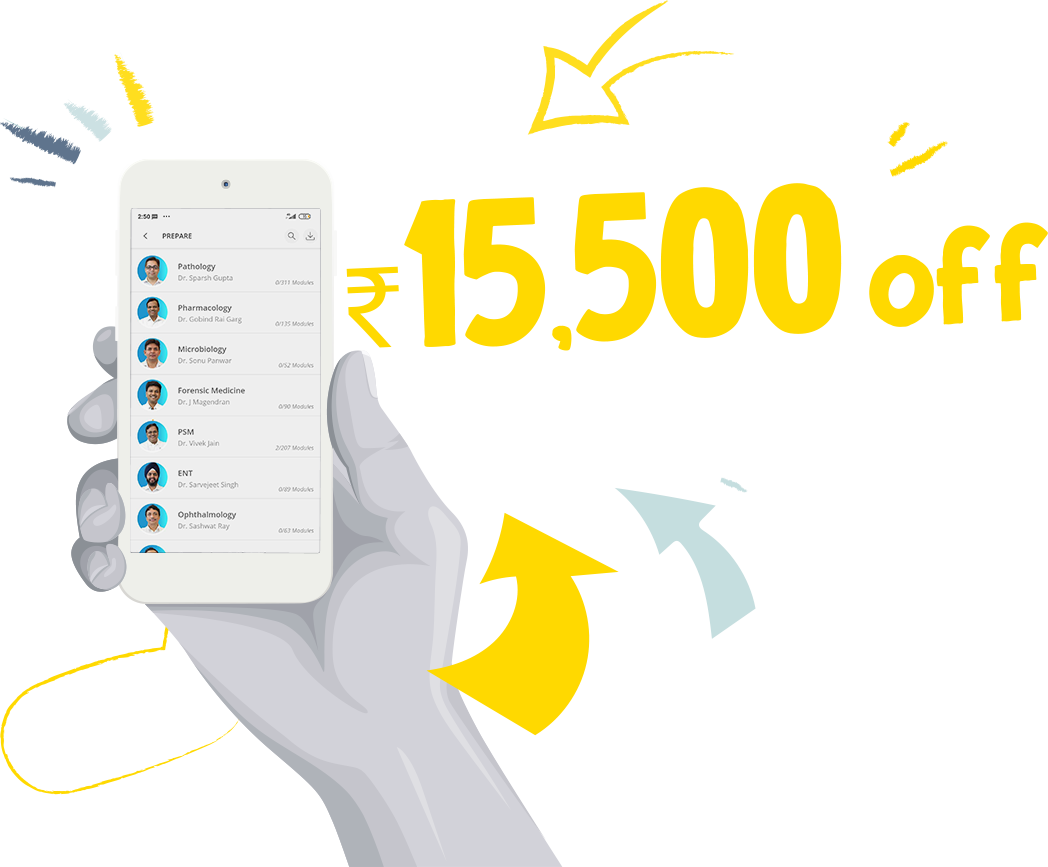 2:50
PREPARE
Pathology
Dr. Sparsh Gupta
0/311 Modules
Pharmacology
Dr. Gobind Rai Garg
0/135 Modules
Microbiology
Dr. Sonu Panwar
0/52 Modules
Forensic Medicine
Dr. J Magendran
0/90 Modules
PSM
Dr. Vivek Jain
2/207 Modules
ENT
Dr. Sarvejeet Singh
0/89 Modules
Ophthalmology
Dr. Sashwat Ray
0/63 Modules
₹15,500 off